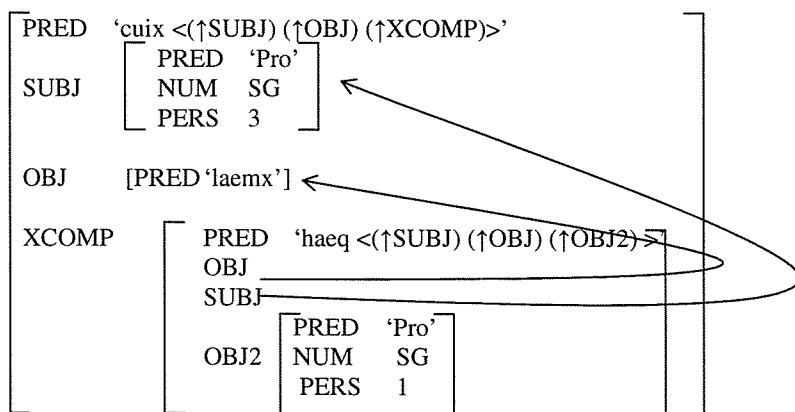 PRED ‘cuix <(↑SUBJ) (↑OBJ) (↑XCOMP)>’
PRED ‘Pro’
SUBJ NUM SG
PERS 3
OBJ [PRED ‘laemx’]
XCOMP PRED ‘haeq <(↑SUBJ) (↑OBJ) (↑OBJ2) >’
OBJ
SUBJ
PRED ‘Pro’
OBJ2 NUM SG
PERS 1